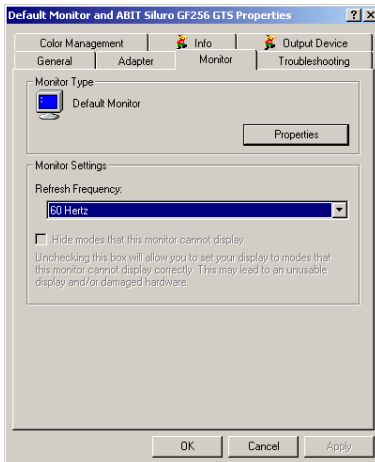 Default Monitor and ABIT Siluro GF256 GTS Properties
Color Management Info Output Device
General Adapter Monitor Troubleshooting
Monitor Type
Default Monitor
Properties
Monitor Settings
Refresh Frequency:
60 Hertz
Hide modes that this monitor cannot display.
Unchecking this box will allow you to set your display to modes that
this monitor cannot display correctly. This may lead to an unusable
display and/or damaged hardware.
OK Cancel Apply